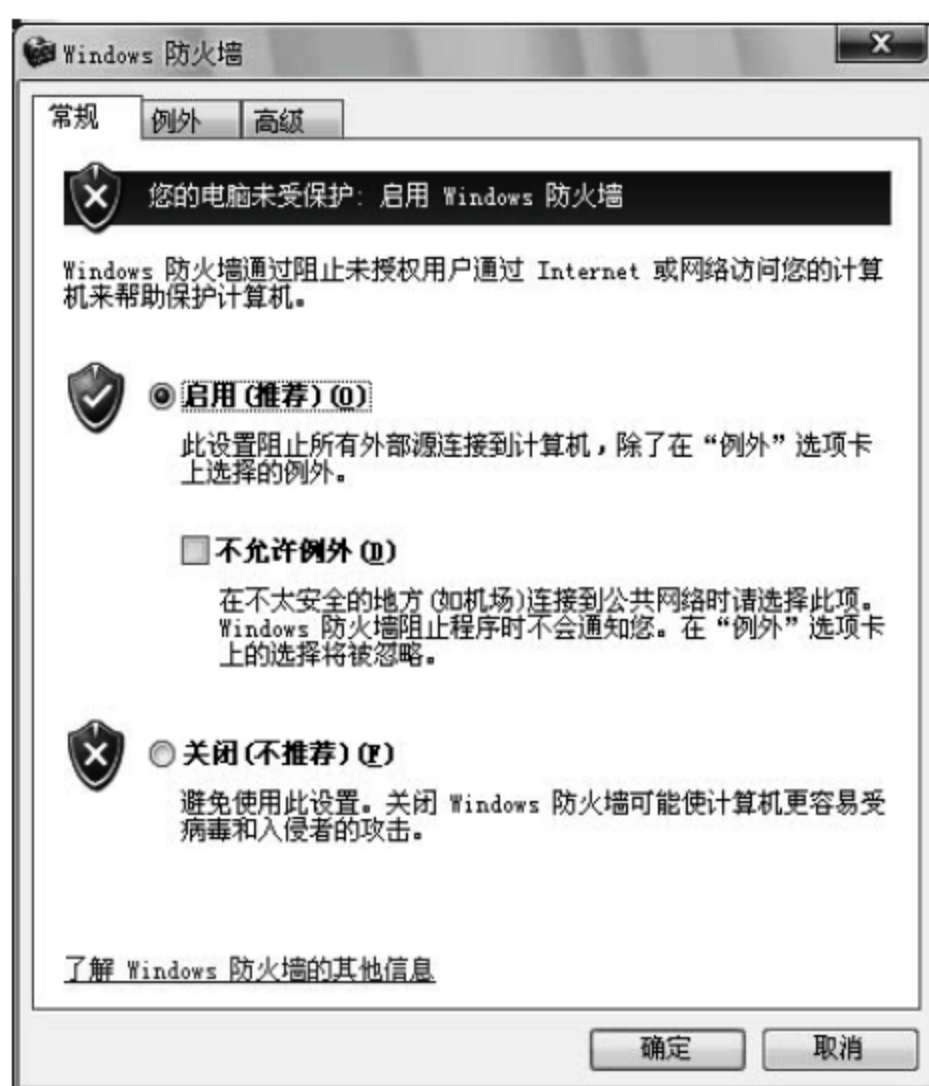 Windows 防火墙
常规 例外 高级
您的电脑未受保护: 启用 Windows 防火墙
Windows 防火墙通过阻止未授权用户通过 Internet 或网络访问您的计算
机来帮助保护计算机。
启用(推荐)(O)
此设置阻止所有外部源连接到计算机，除了在“例外”选项卡
上选择的例外。
不允许例外(D)
在不太安全的地方(如机场)连接到公共网络时请选择此项。
Windows 防火墙阻止程序时不会通知您。在“例外”选项卡
上的选择将被忽略。
关闭(不推荐)(F)
避免使用此设置。关闭 Windows 防火墙可能使计算机更容易受
病毒和入侵者的攻击。
了解 Windows 防火墙的其他信息
确定 取消